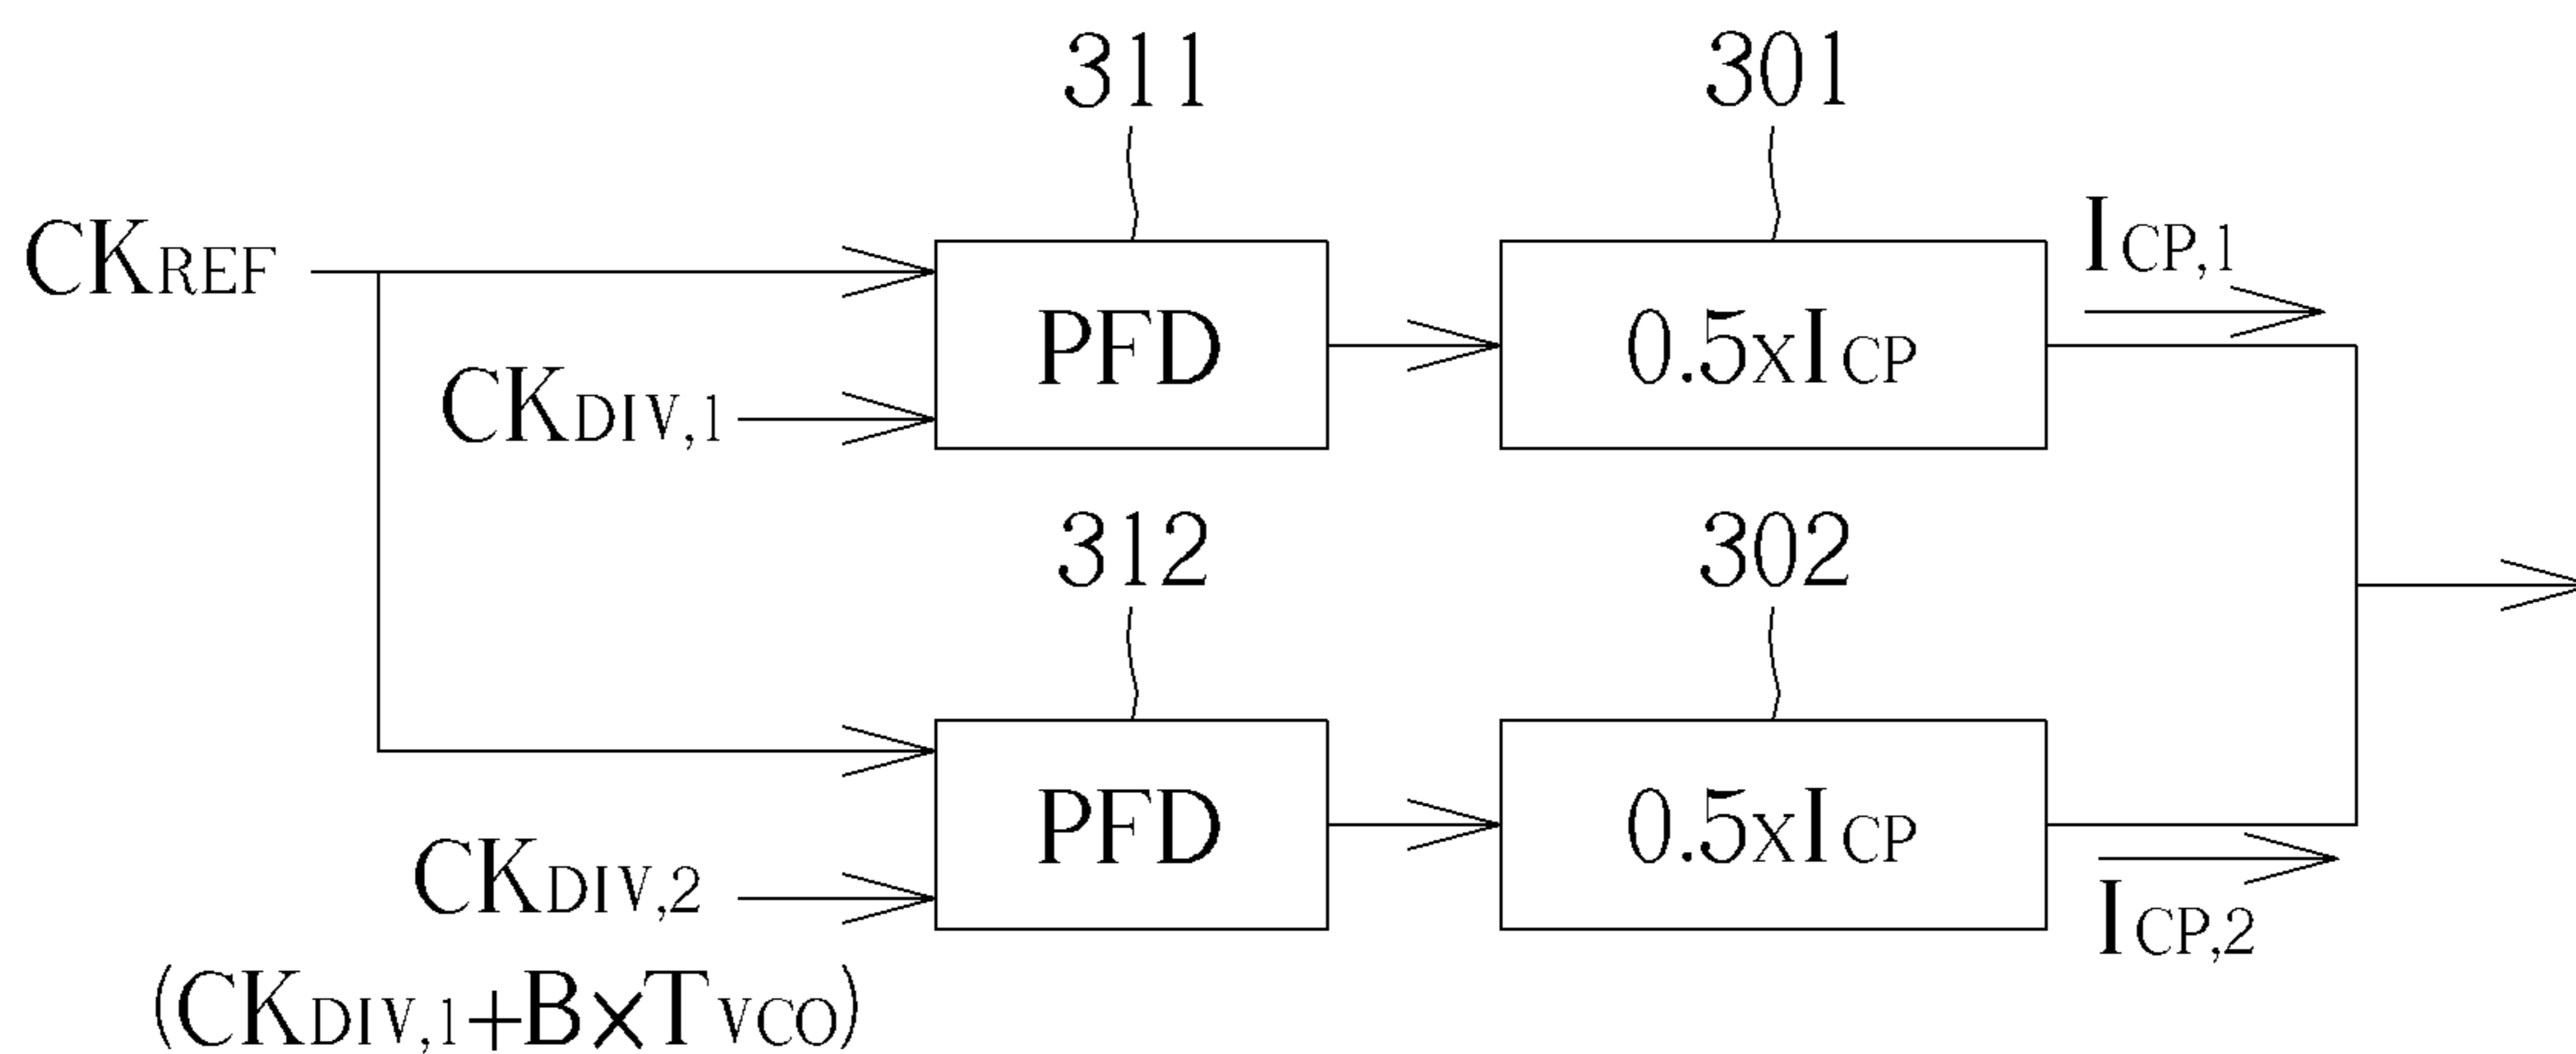 311
301
CKREF
ICP,1
PFD
0.5XICP
CKDIV,1
312
302
PFD
0.5XICP
CKDIV,2
ICP,2
(CKDIV,1+B×TVCO)